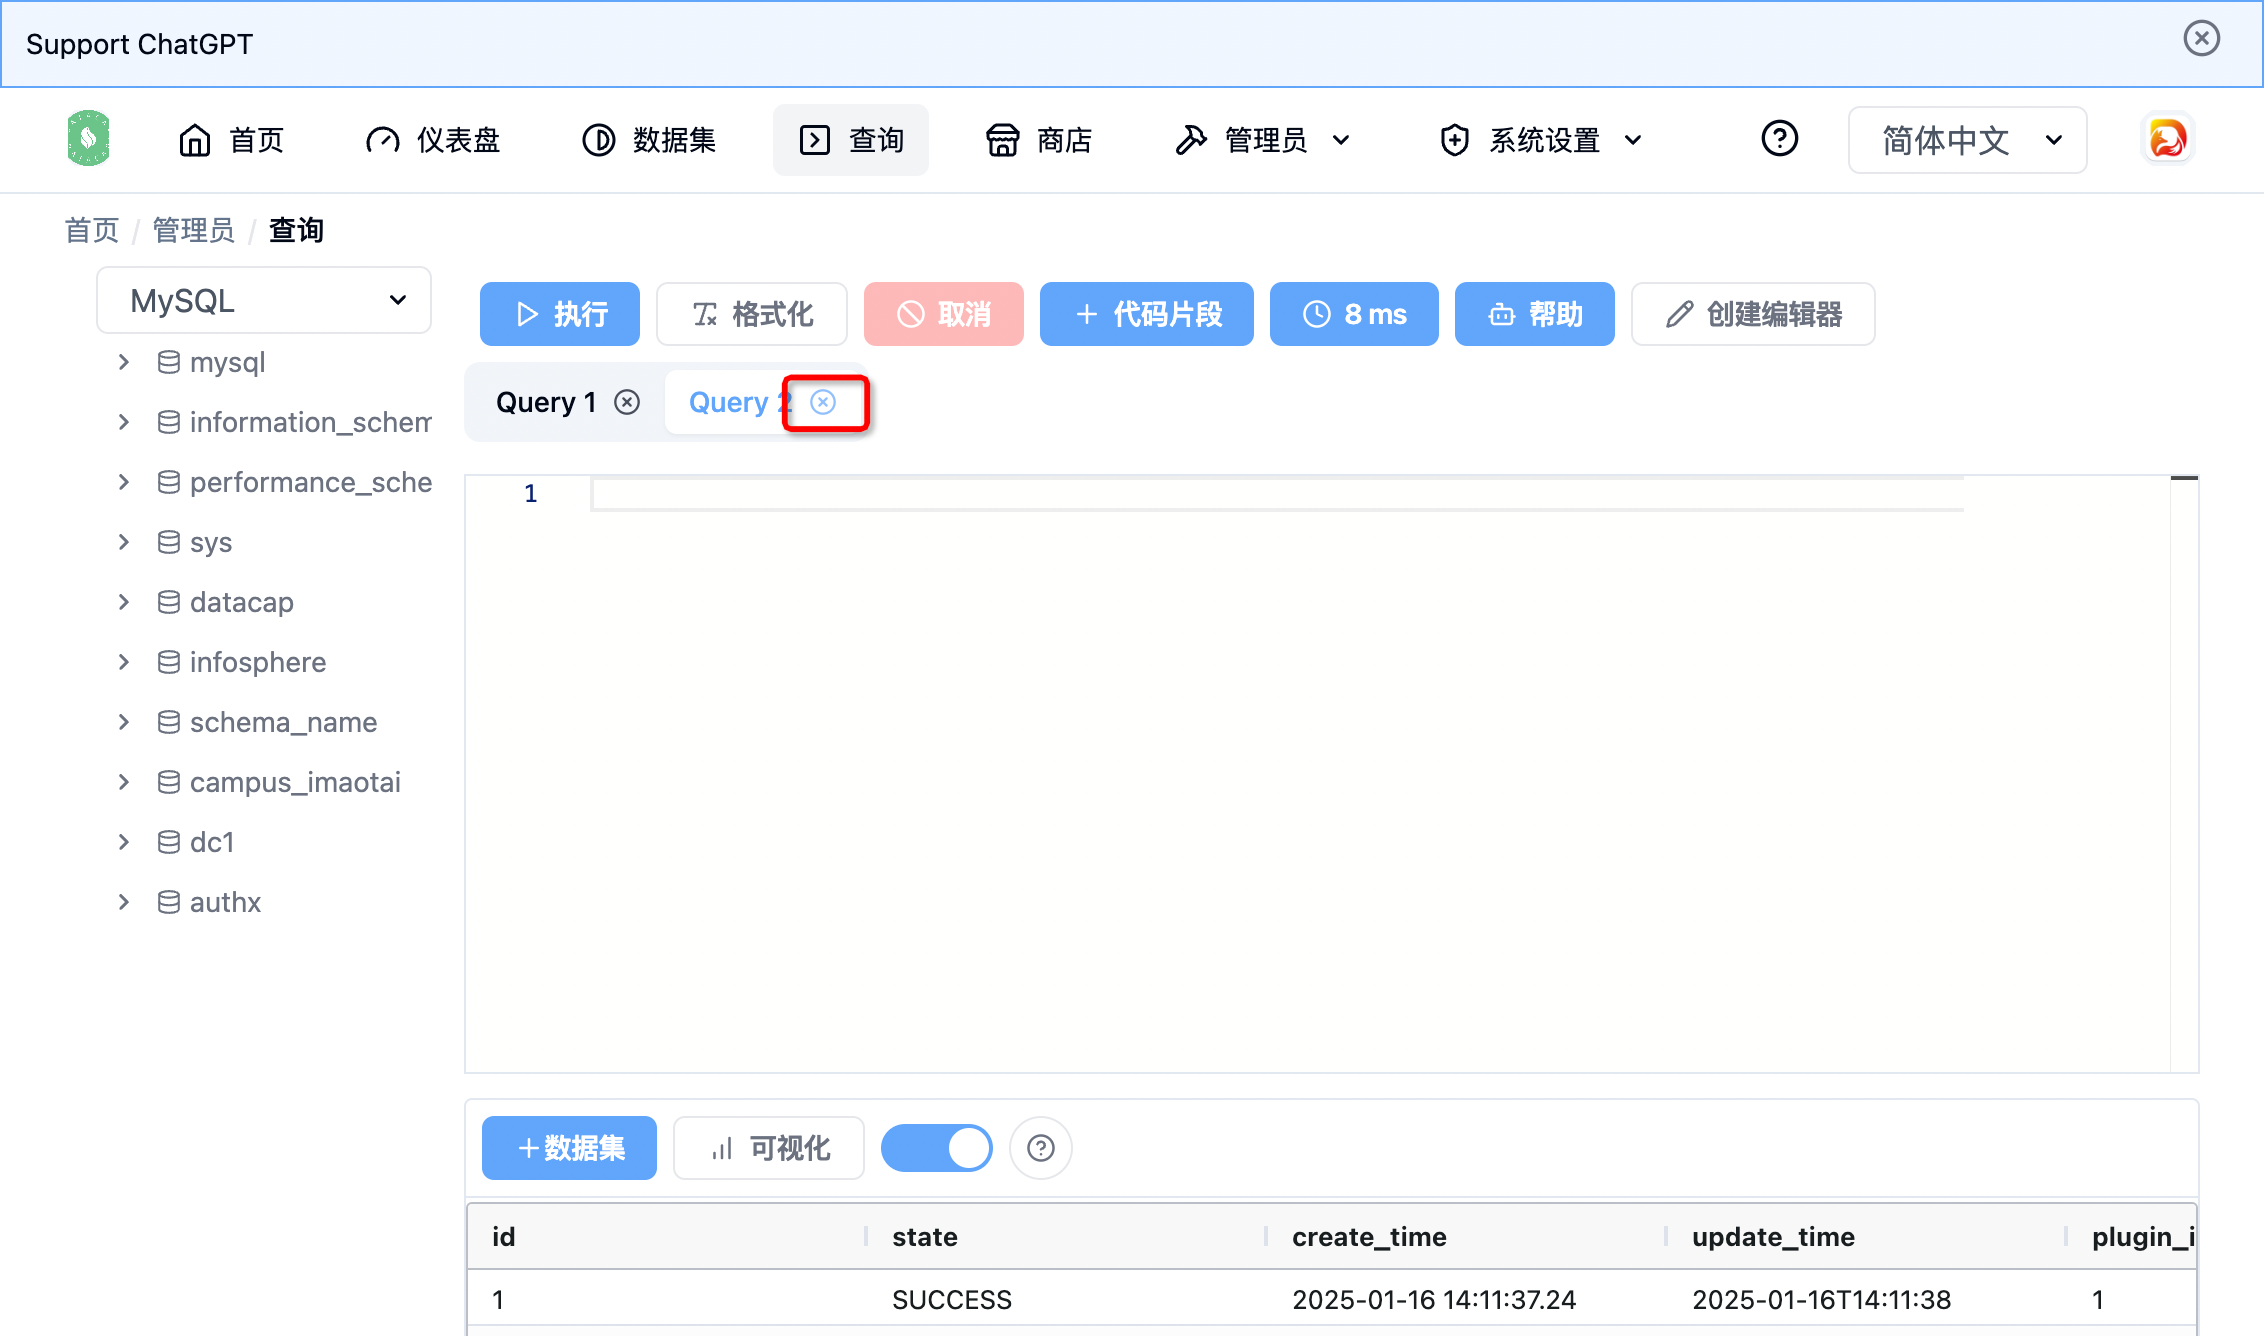 Support ChatGPT
首页 仪表盘 数据集 查询 商店 管理员 系统设置 简体中文
首页 / 管理员 / 查询
MySQL
执行 格式化 取消 代码片段 8 ms 帮助 创建编辑器
mysql
information_schem
performance_sche
sys
datacap
infosphere
schema_name
campus_imaotai
dc1
authx
Query 1 Query 2
1
数据集 可视化
id state create_time update_time plugin_i
1 SUCCESS 2025-01-16 14:11:37.24 2025-01-16T14:11:38 1